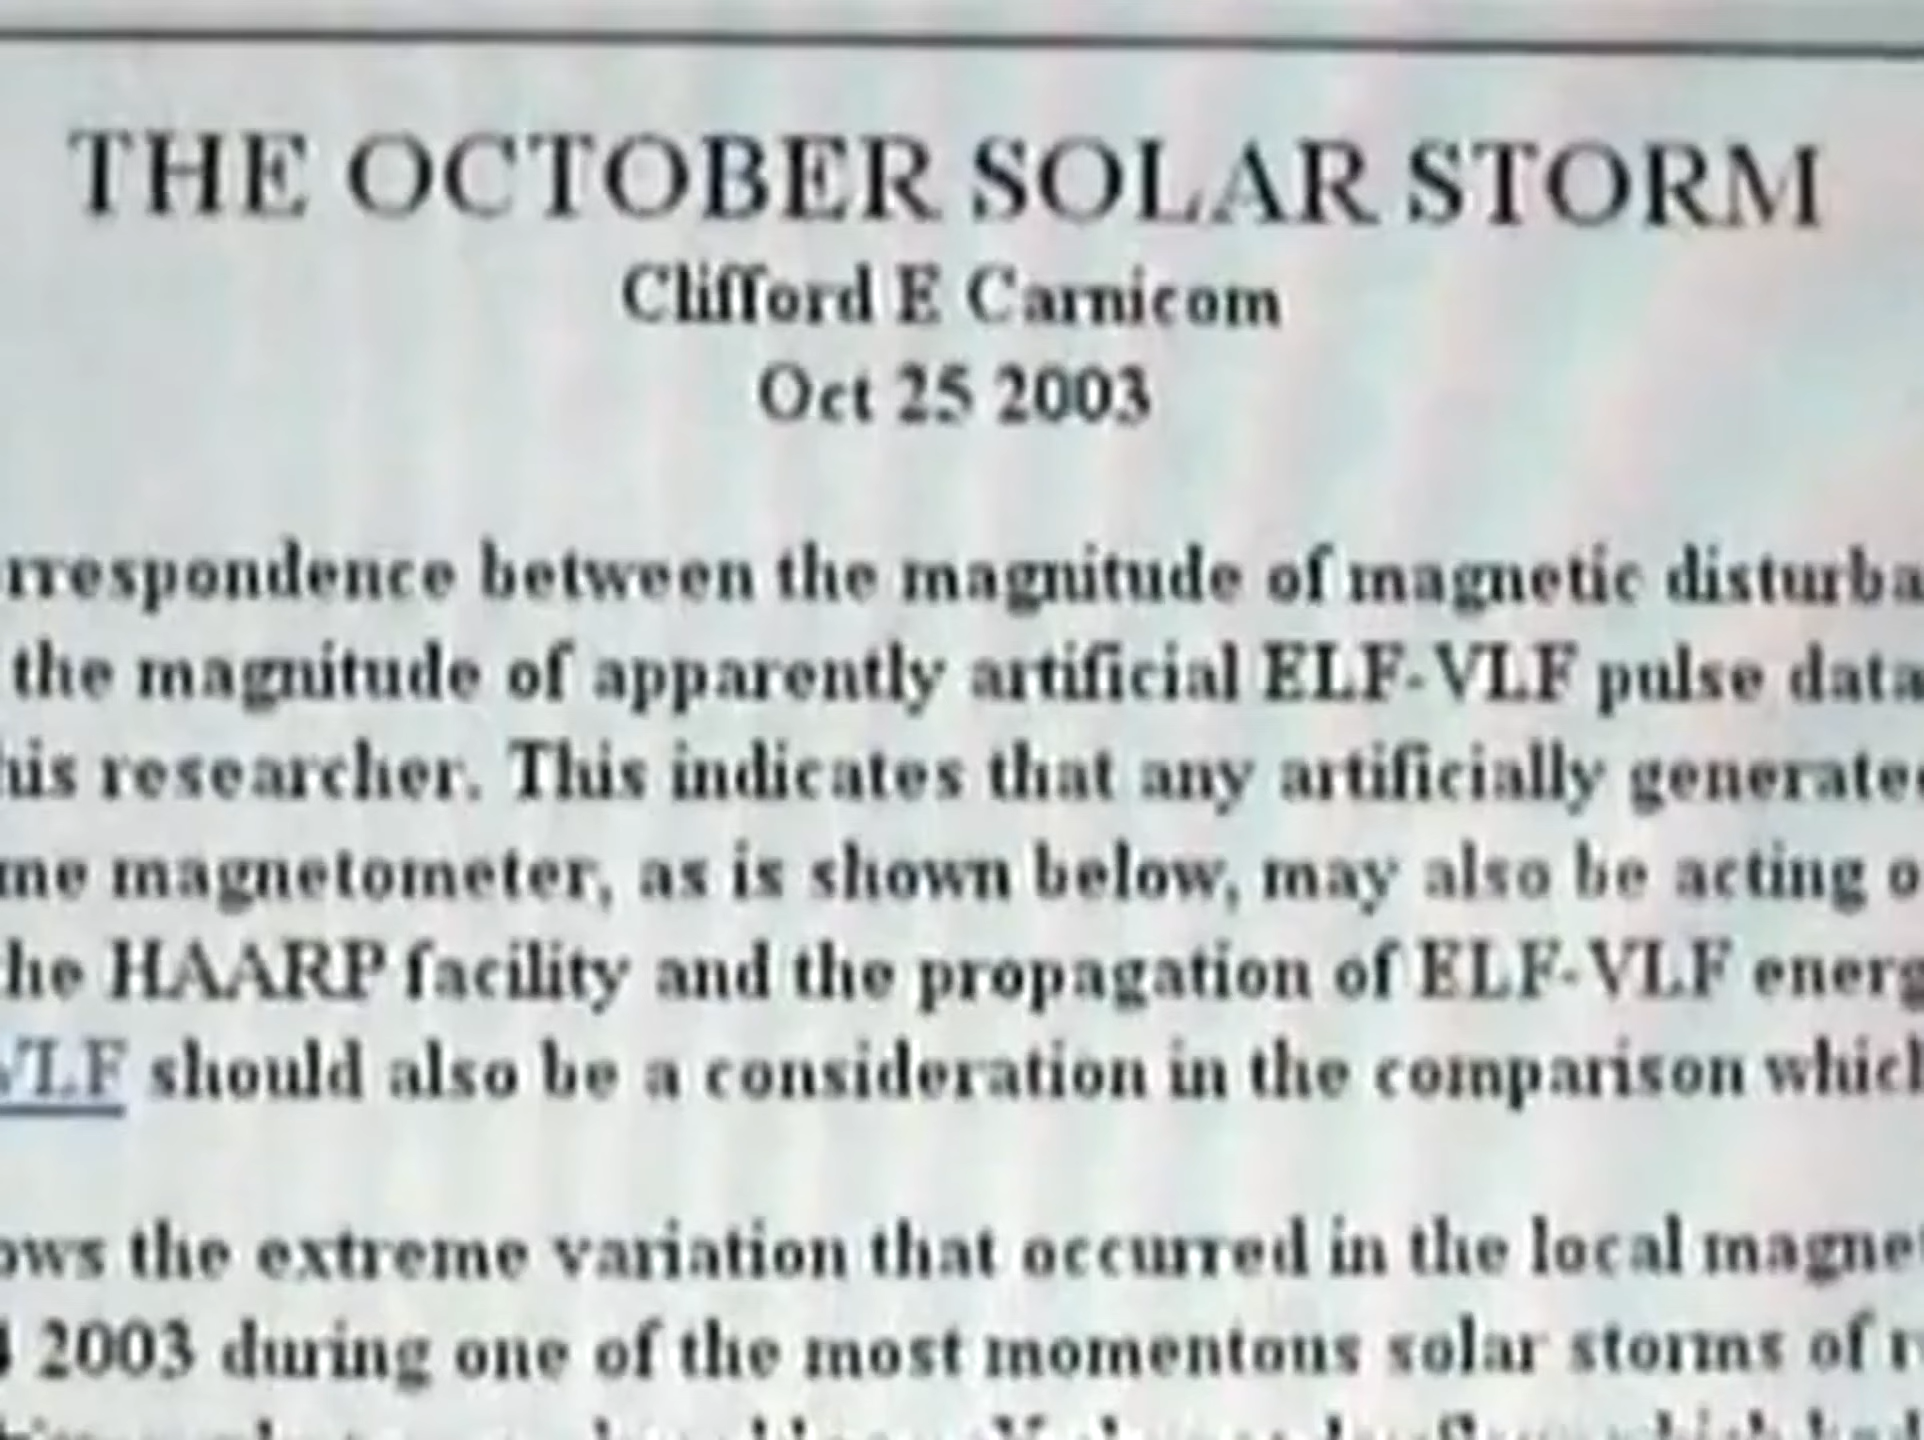 THE OCTOBER SOLAR STORM
Clifford E Carnicom
Oct 25 2003
rrespondence between the magnitude of magnetic disturba
the magnitude of apparently artificial ELF-VLF pulse data
his researcher. This indicates that any artificially generated
me magnetometer, as is shown below, may also be acting o
he HAARP facility and the propagation of ELF-VLF energ
VLF should also be a consideration in the comparison which
ows the extreme variation that occurred in the local magnet
2003 during one of the most momentous solar storms of r